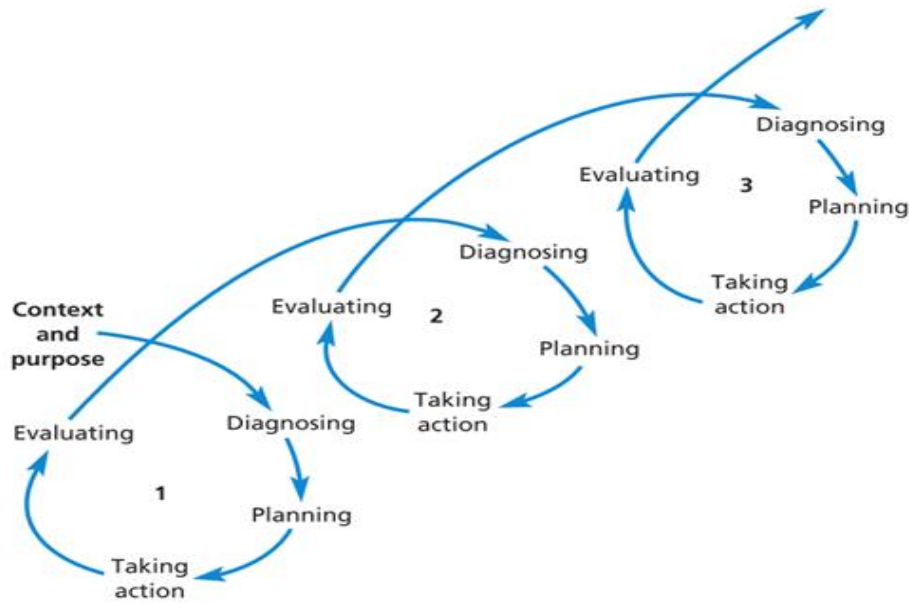 Diagnosing
Evaluating
3
Planning
Taking
action
Diagnosing
Evaluating
2
Planning
Taking
action
Context
and
purpose
Diagnosing
Evaluating
1
Planning
Taking
action